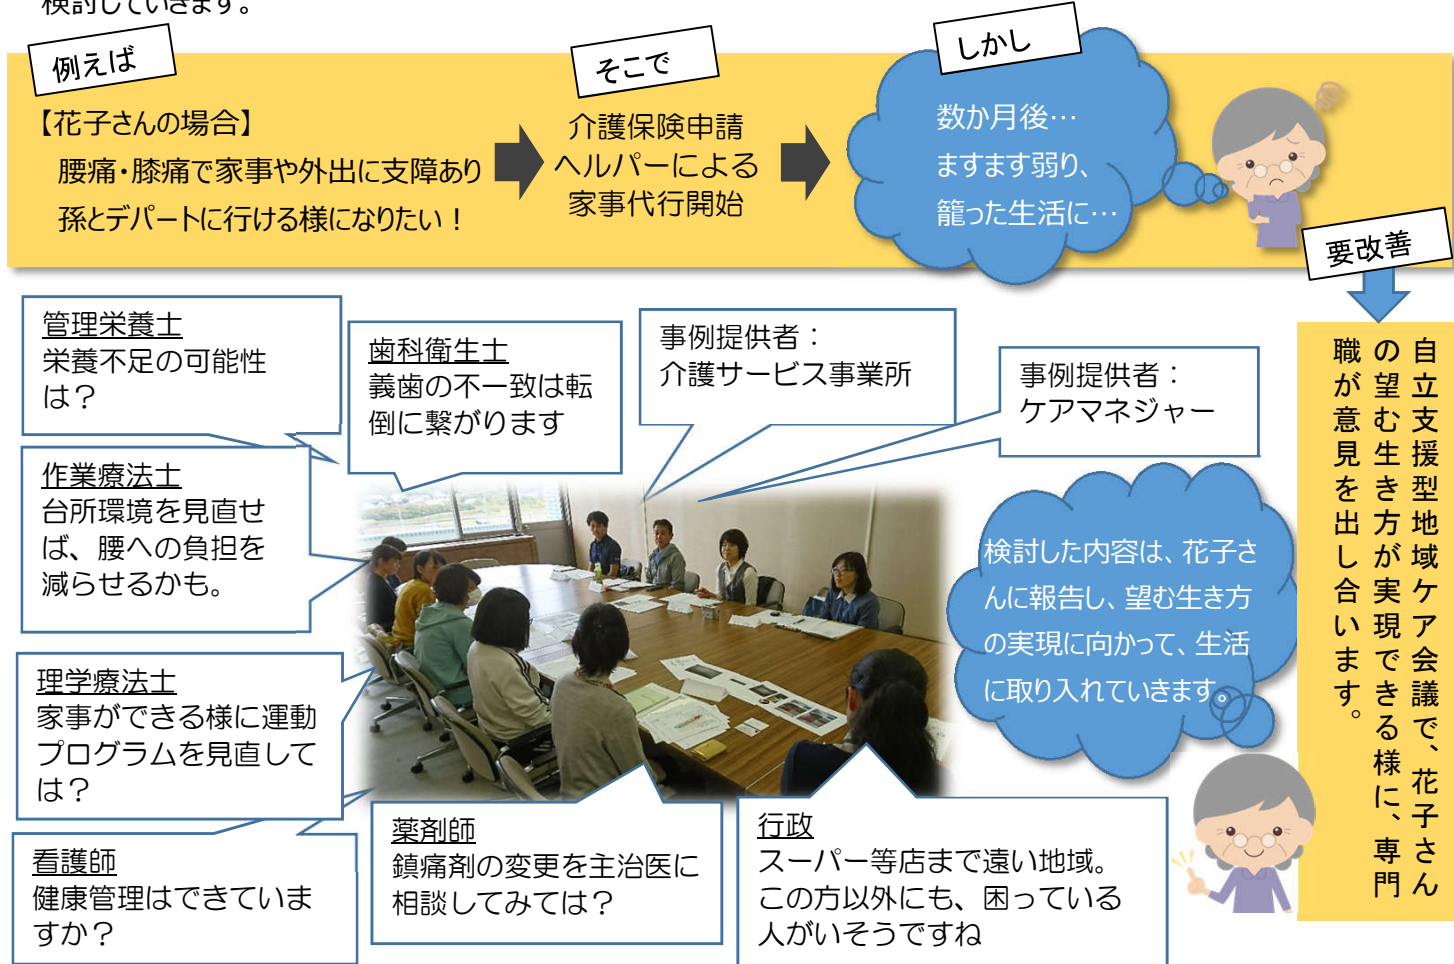 検討していきます。
例えば
【花子さんの場合】
腰痛・膝痛で家事や外出に支障あり
孫とデパートに行ける様になりたい！
そこで
介護保険申請
ヘルパーによる
家事代行開始
しかし
数か月後…
ますます弱り、
籠った生活に…
要改善
自立支援型地域ケア会議で、花子さん
の望む生き方が実現できる様に、専門
職が意見を出し合います。
管理栄養士
栄養不足の可能性
は？
歯科衛生士
義歯の不一致は転
倒に繋がります
事例提供者：
介護サービス事業所
事例提供者：
ケアマネジャー
作業療法士
台所環境を見直せ
ば、腰への負担を
減らせるかも。
検討した内容は、花子さ
んに報告し、望む生き方
の実現に向かって、生活
に取り入れていきます。
理学療法士
家事ができる様に運動
プログラムを見直して
は？
看護師
健康管理はできていま
すか？
薬剤師
鎮痛剤の変更を主治医に
相談してみては？
行政
スーパー等店まで遠い地域。
この方以外にも、困っている
人がいそうですね